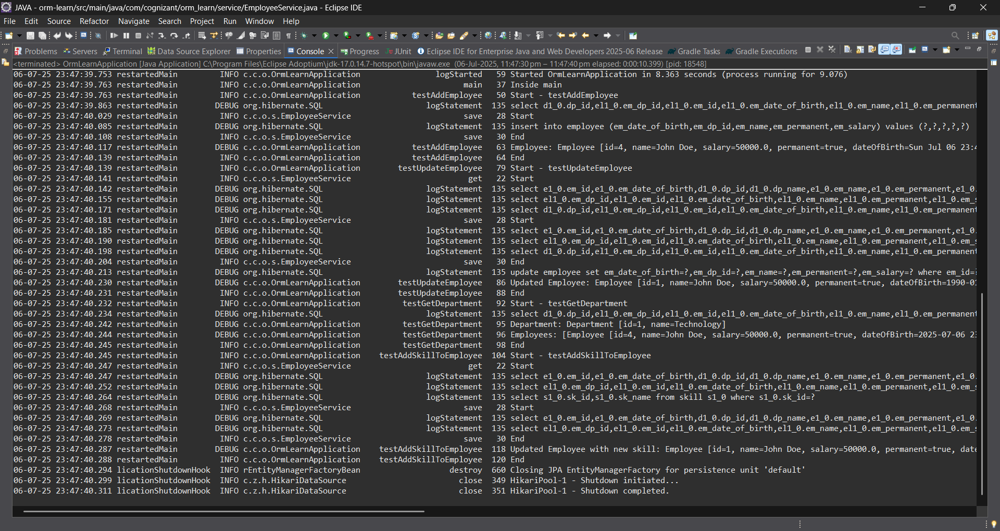 JAVA - orm-learn/src/main/java/com/cognizant/orm_learn/service/EmployeeService.java - Eclipse IDE
File Edit Source Refactor Navigate Search Project Run Window Help
Problems Servers Terminal Data Source Explorer Properties Console Progress JUnit Eclipse IDE for Enterprise Java and Web Developers 2025-06 Release Gradle Tasks Gradle Executions
<terminated> OrmLearnApplication [Java Application] C:\Program Files\Eclipse Adoptium\jdk-17.0.14.7-hotspot\bin\javaw.exe (06-Jul-2025, 11:47:30 pm – 11:47:40 pm elapsed: 0:00:10.399) [pid: 18548]
06-07-25 23:47:39.753 restartedMain INFO c.c.o.OrmLearnApplication logStarted 59 Started OrmLearnApplication in 8.363 seconds (process running for 9.076)
06-07-25 23:47:39.763 restartedMain INFO c.c.o.OrmLearnApplication main 37 Inside main
06-07-25 23:47:39.763 restartedMain INFO c.c.o.OrmLearnApplication testAddEmployee 50 Start - testAddEmployee
06-07-25 23:47:39.863 restartedMain DEBUG org.hibernate.SQL logStatement 135 select d1_0.dp_id,el1_0.em_dp_id,el1_0.em_id,el1_0.em_date_of_birth,el1_0.em_name,el1_0.em_permanent
06-07-25 23:47:40.029 restartedMain INFO c.c.o.s.EmployeeService save 28 Start
06-07-25 23:47:40.085 restartedMain DEBUG org.hibernate.SQL logStatement 135 insert into employee (em_date_of_birth,em_dp_id,em_name,em_permanent,em_salary) values (?,?,?,?,?)
06-07-25 23:47:40.108 restartedMain INFO c.c.o.s.EmployeeService save 30 End
06-07-25 23:47:40.117 restartedMain DEBUG c.c.o.OrmLearnApplication testAddEmployee 63 Employee: Employee [id=4, name=John Doe, salary=50000.0, permanent=true, dateOfBirth=Sun Jul 06 23:4
06-07-25 23:47:40.139 restartedMain INFO c.c.o.OrmLearnApplication testAddEmployee 64 End
06-07-25 23:47:40.139 restartedMain INFO c.c.o.OrmLearnApplication testUpdateEmployee 79 Start - testUpdateEmployee
06-07-25 23:47:40.141 restartedMain INFO c.c.o.s.EmployeeService get 22 Start
06-07-25 23:47:40.142 restartedMain DEBUG org.hibernate.SQL logStatement 135 select e1_0.em_id,e1_0.em_date_of_birth,d1_0.dp_id,d1_0.dp_name,e1_0.em_name,e1_0.em_permanent,e1_0.
06-07-25 23:47:40.155 restartedMain DEBUG org.hibernate.SQL logStatement 135 select el1_0.em_dp_id,el1_0.em_id,el1_0.em_date_of_birth,el1_0.em_name,el1_0.em_permanent,el1_0.em_s
06-07-25 23:47:40.171 restartedMain DEBUG org.hibernate.SQL logStatement 135 select d1_0.dp_id,el1_0.em_dp_id,el1_0.em_id,el1_0.em_date_of_birth,el1_0.em_name,el1_0.em_permanent
06-07-25 23:47:40.181 restartedMain INFO c.c.o.s.EmployeeService save 28 Start
06-07-25 23:47:40.185 restartedMain DEBUG org.hibernate.SQL logStatement 135 select e1_0.em_id,e1_0.em_date_of_birth,d1_0.dp_id,d1_0.dp_name,e1_0.em_name,e1_0.em_permanent,e1_0.
06-07-25 23:47:40.190 restartedMain DEBUG org.hibernate.SQL logStatement 135 select el1_0.em_dp_id,el1_0.em_id,el1_0.em_date_of_birth,el1_0.em_name,el1_0.em_permanent,el1_0.em_s
06-07-25 23:47:40.198 restartedMain DEBUG org.hibernate.SQL logStatement 135 select d1_0.dp_id,el1_0.em_dp_id,el1_0.em_id,el1_0.em_date_of_birth,el1_0.em_name,el1_0.em_permanent
06-07-25 23:47:40.204 restartedMain INFO c.c.o.s.EmployeeService save 30 End
06-07-25 23:47:40.213 restartedMain DEBUG org.hibernate.SQL logStatement 135 update employee set em_date_of_birth=?,em_dp_id=?,em_name=?,em_permanent=?,em_salary=? where em_id=?
06-07-25 23:47:40.230 restartedMain DEBUG c.c.o.OrmLearnApplication testUpdateEmployee 86 Updated Employee: Employee [id=1, name=John Doe, salary=50000.0, permanent=true, dateOfBirth=1990-01
06-07-25 23:47:40.231 restartedMain INFO c.c.o.OrmLearnApplication testUpdateEmployee 88 End
06-07-25 23:47:40.232 restartedMain INFO c.c.o.OrmLearnApplication testGetDepartment 92 Start - testGetDepartment
06-07-25 23:47:40.234 restartedMain DEBUG org.hibernate.SQL logStatement 135 select d1_0.dp_id,el1_0.em_dp_id,el1_0.em_id,el1_0.em_date_of_birth,el1_0.em_name,el1_0.em_permanent
06-07-25 23:47:40.242 restartedMain DEBUG c.c.o.OrmLearnApplication testGetDepartment 95 Department: Department [id=1, name=Technology]
06-07-25 23:47:40.244 restartedMain DEBUG c.c.o.OrmLearnApplication testGetDepartment 96 Employees: [Employee [id=4, name=John Doe, salary=50000.0, permanent=true, dateOfBirth=2025-07-06 23
06-07-25 23:47:40.245 restartedMain INFO c.c.o.OrmLearnApplication testGetDepartment 98 End
06-07-25 23:47:40.245 restartedMain INFO c.c.o.OrmLearnApplication testAddSkillToEmployee 104 Start - testAddSkillToEmployee
06-07-25 23:47:40.247 restartedMain INFO c.c.o.s.EmployeeService get 22 Start
06-07-25 23:47:40.247 restartedMain DEBUG org.hibernate.SQL logStatement 135 select e1_0.em_id,e1_0.em_date_of_birth,d1_0.dp_id,d1_0.dp_name,e1_0.em_name,e1_0.em_permanent,e1_0.
06-07-25 23:47:40.252 restartedMain DEBUG org.hibernate.SQL logStatement 135 select el1_0.em_dp_id,el1_0.em_id,el1_0.em_date_of_birth,el1_0.em_name,el1_0.em_permanent,el1_0.em_s
06-07-25 23:47:40.264 restartedMain DEBUG org.hibernate.SQL logStatement 135 select s1_0.sk_id,s1_0.sk_name from skill s1_0 where s1_0.sk_id=?
06-07-25 23:47:40.268 restartedMain INFO c.c.o.s.EmployeeService save 28 Start
06-07-25 23:47:40.269 restartedMain DEBUG org.hibernate.SQL logStatement 135 select e1_0.em_id,e1_0.em_date_of_birth,d1_0.dp_id,d1_0.dp_name,e1_0.em_name,e1_0.em_permanent,e1_0.
06-07-25 23:47:40.273 restartedMain DEBUG org.hibernate.SQL logStatement 135 select el1_0.em_dp_id,el1_0.em_id,el1_0.em_date_of_birth,el1_0.em_name,el1_0.em_permanent,el1_0.em_s
06-07-25 23:47:40.278 restartedMain INFO c.c.o.s.EmployeeService save 30 End
06-07-25 23:47:40.287 restartedMain DEBUG c.c.o.OrmLearnApplication testAddSkillToEmployee 118 Updated Employee with new skill: Employee [id=1, name=John Doe, salary=50000.0, permanent=true, date
06-07-25 23:47:40.288 restartedMain INFO c.c.o.OrmLearnApplication testAddSkillToEmployee 120 End
06-07-25 23:47:40.294 licationShutdownHook INFO rEntityManagerFactoryBean destroy 660 Closing JPA EntityManagerFactory for persistence unit 'default'
06-07-25 23:47:40.299 licationShutdownHook INFO c.z.h.HikariDataSource close 349 HikariPool-1 - Shutdown initiated...
06-07-25 23:47:40.311 licationShutdownHook INFO c.z.h.HikariDataSource close 351 HikariPool-1 - Shutdown completed.